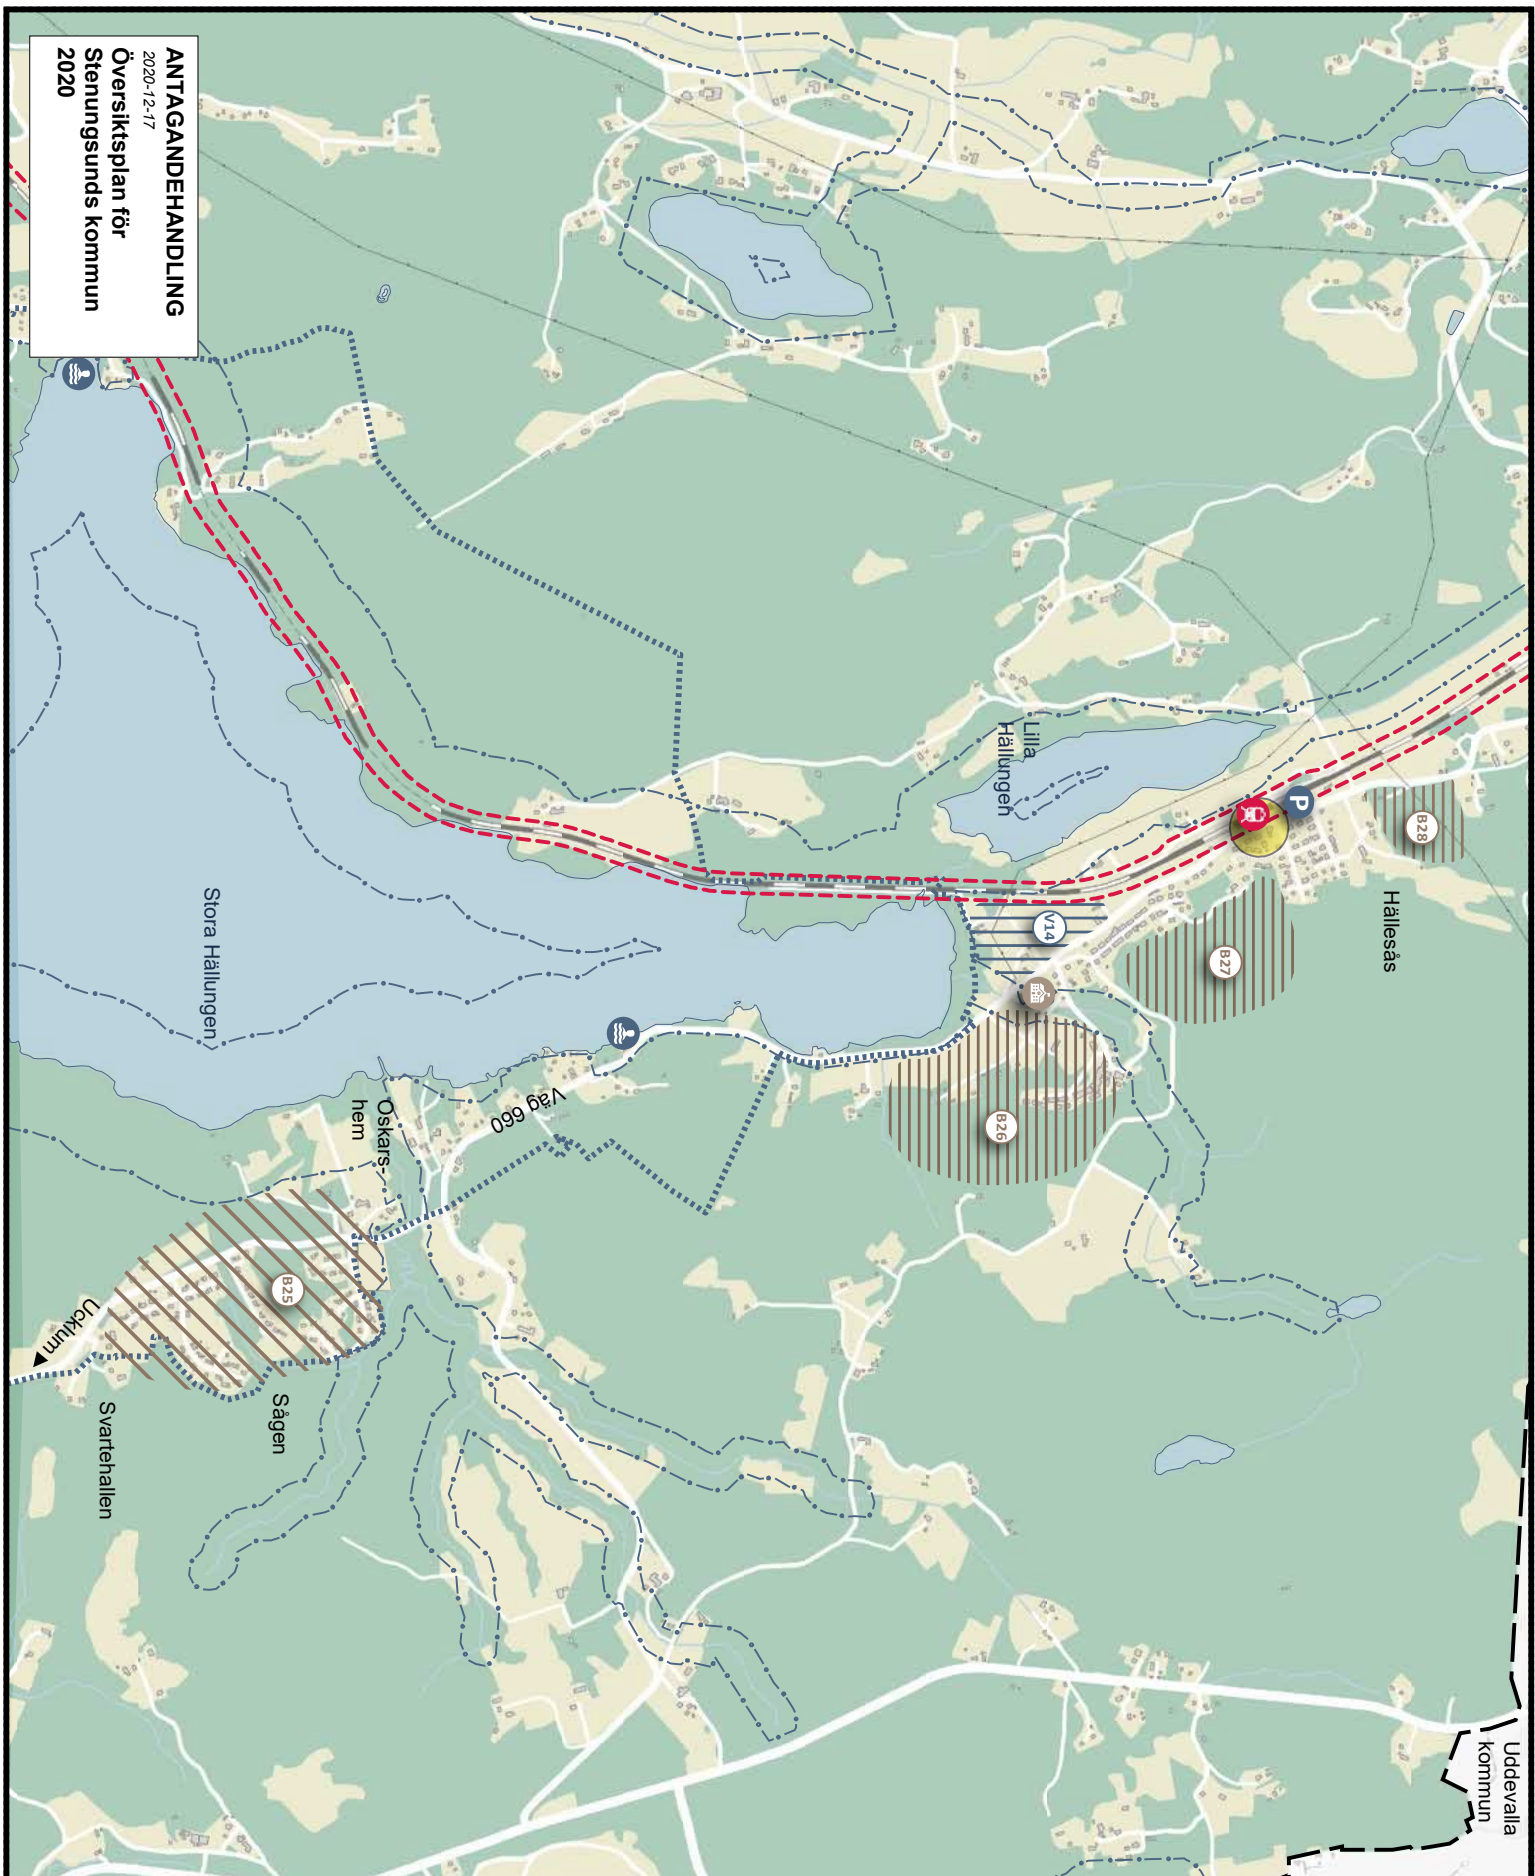 ANTAGANDEHANDLING
2020-12-17
Översiktsplan för
Stenungsunds kommun
2020
Uddevalla
kommun
Hällesås
B28
P
B27
Lilla
Hällungen
V14
B26
Väg 660
Stora Hällungen
Oskars-
hem
B25
Sågen
Svartehallen
Ucklum